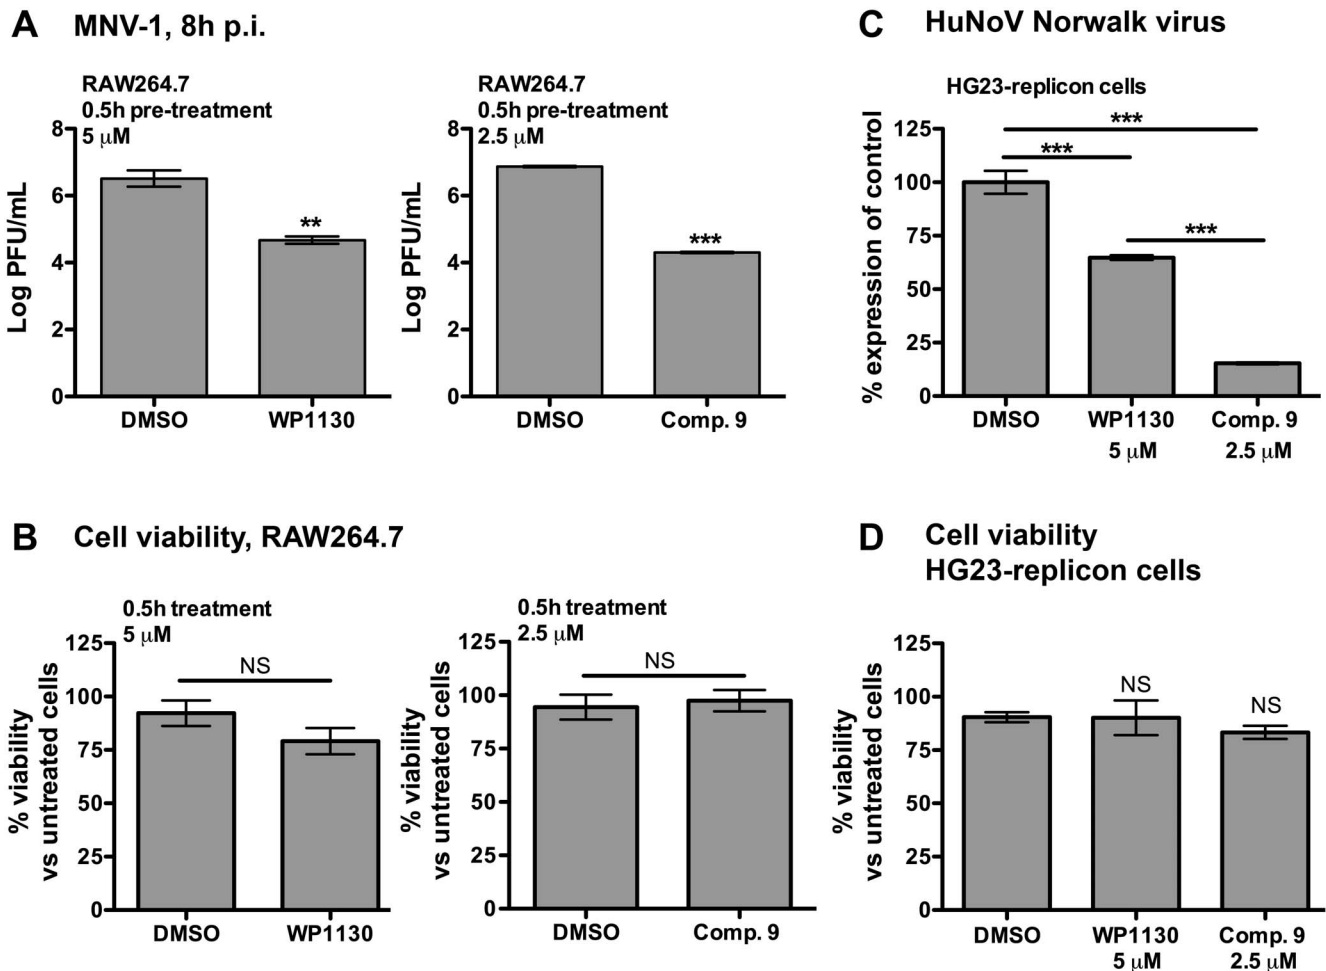 A MNV-1, 8h p.i.
RAW264.7
0.5h pre-treatment
5 µM
Log PFU/mL
8
6
4
2
0
**
DMSO
WP1130
RAW264.7
0.5h pre-treatment
2.5 µM
Log PFU/mL
8
6
4
2
0
***
DMSO
Comp. 9
C HuNoV Norwalk virus
HG23-replicon cells
% expression of control
125
100
75
50
25
0
***
***
***
DMSO
WP1130
5 µM
Comp. 9
2.5 µM
B Cell viability, RAW264.7
0.5h treatment
5 µM
% viability
vs untreated cells
125
100
75
50
25
0
NS
DMSO
WP1130
0.5h treatment
2.5 µM
% viability
vs untreated cells
125
100
75
50
25
0
NS
DMSO
Comp. 9
D Cell viability
HG23-replicon cells
% viability
vs untreated cells
125
100
75
50
25
0
NS
NS
DMSO
WP1130
5 µM
Comp. 9
2.5 µM